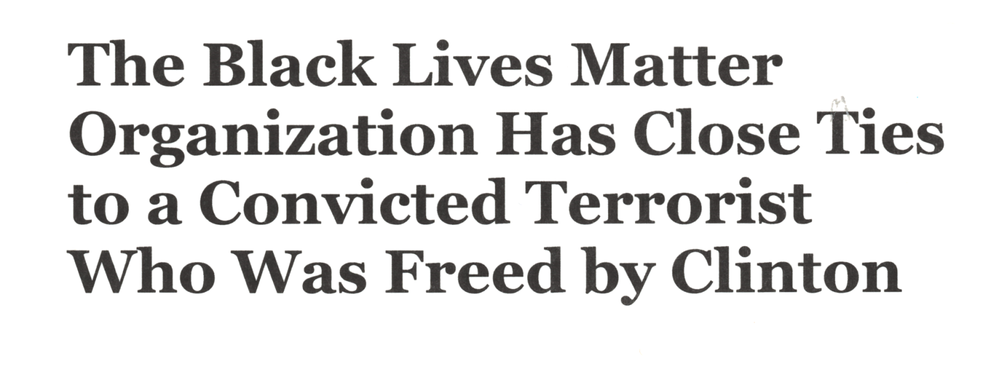 The Black Lives Matter
Organization Has Close Ties
to a Convicted Terrorist
Who Was Freed by Clinton